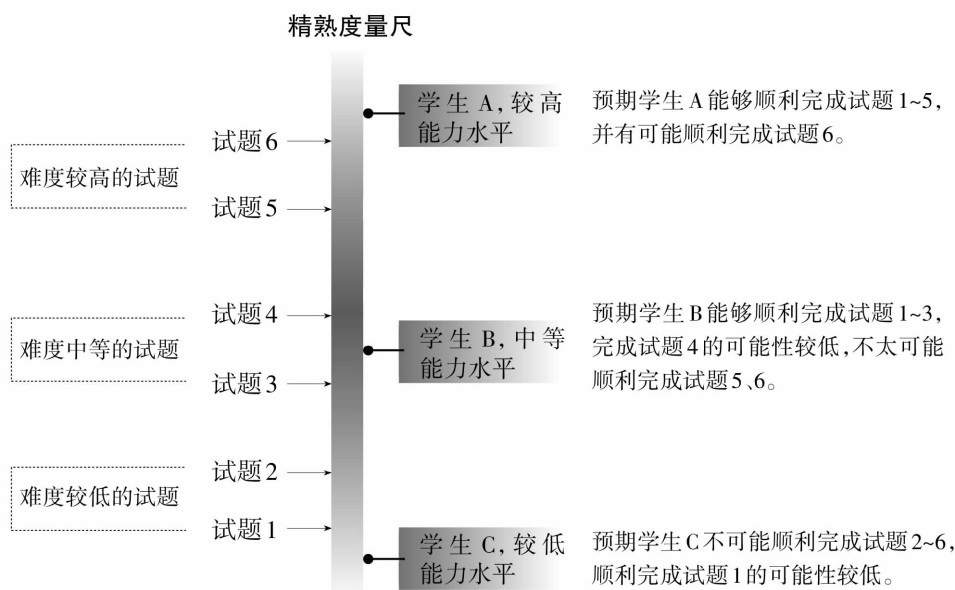 精熟度量尺
学生 A,较高
能力水平
预期学生A能够顺利完成试题1~5,
并有可能顺利完成试题6。
试题6
难度较高的试题
试题5
试题4
学生 B,中等
能力水平
预期学生B能够顺利完成试题1~3,
完成试题4的可能性较低,不太可能
顺利完成试题5、6。
难度中等的试题
试题3
试题2
难度较低的试题
试题1
学生 C,较低
能力水平
预期学生C不可能顺利完成试题2~6,
顺利完成试题1的可能性较低。